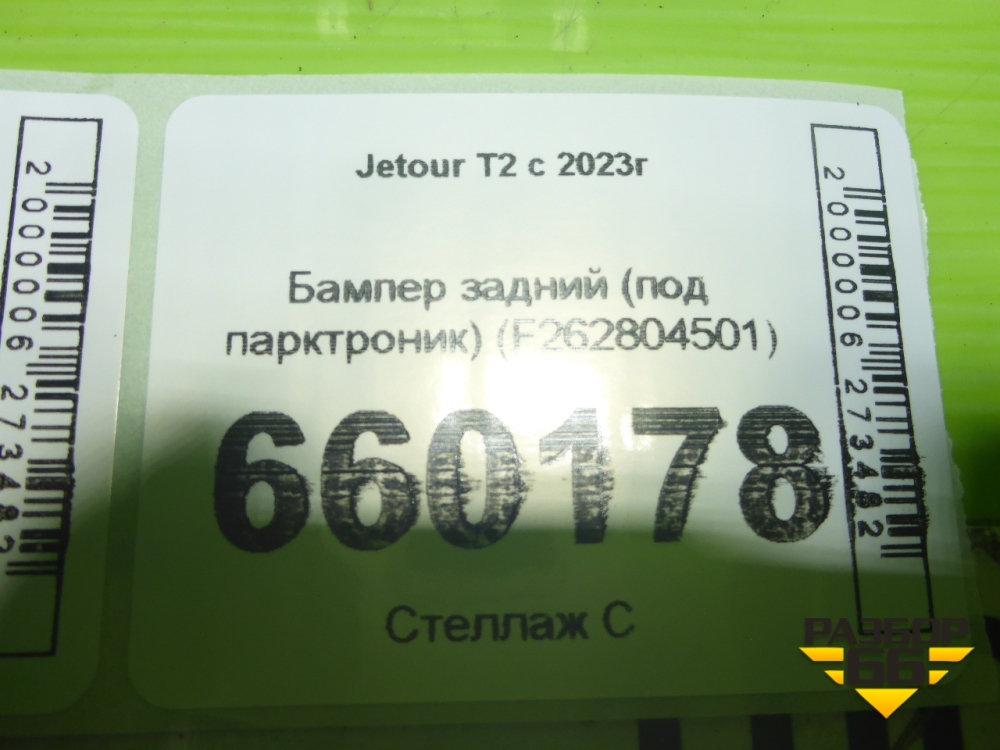 Jetour T2 с 2023г
Бампер задний (под
парктроник) (F262804501)
660178
Стеллаж С
2000006273482
2000006273482
РАЗБОР
66